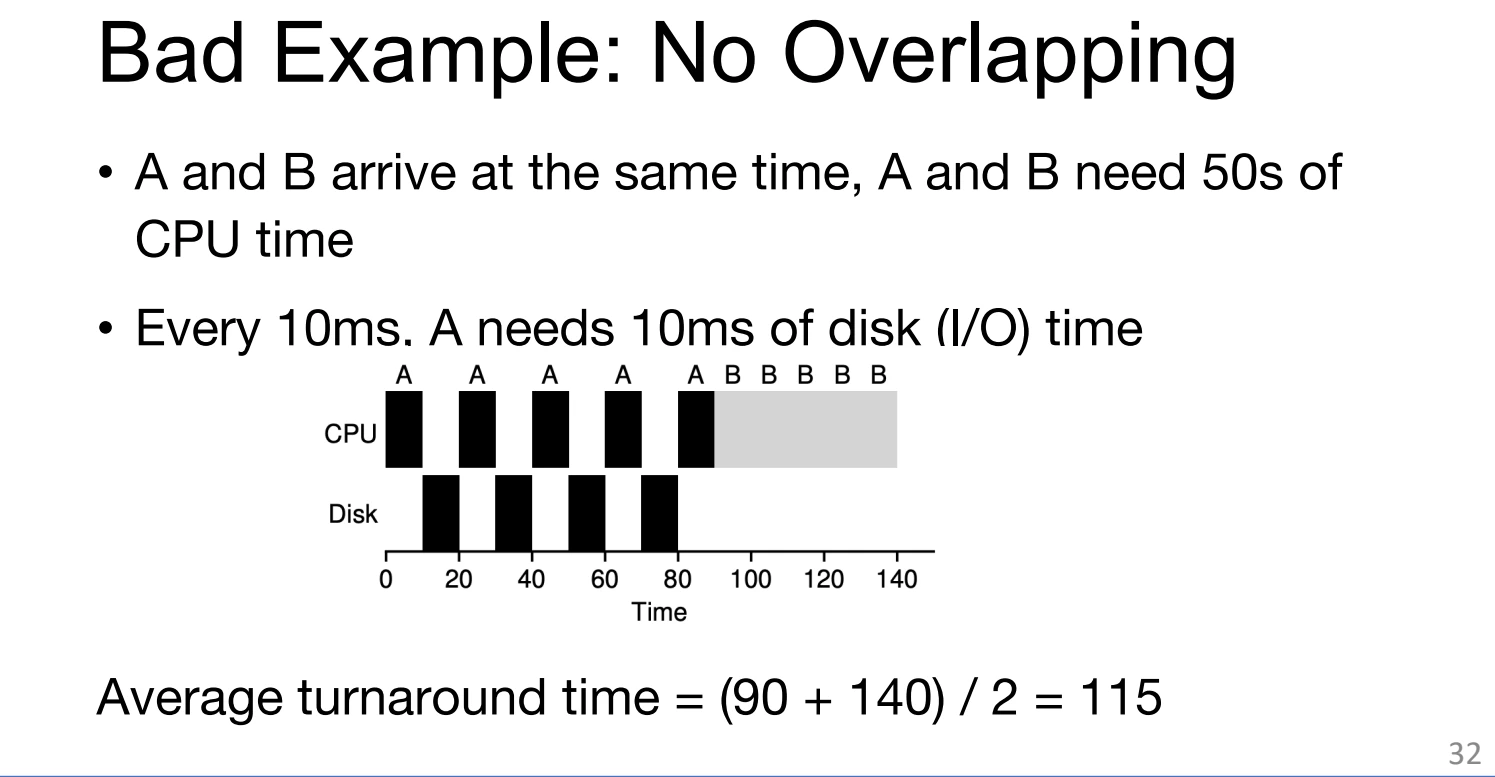 Bad Example: No Overlapping
• A and B arrive at the same time, A and B need 50s of
CPU time
• Every 10ms, A needs 10ms of disk (I/O) time
A A A A A B B B B B
CPU
Disk
0 20 40 60 80 100 120 140
Time
Average turnaround time = (90 + 140) / 2 = 115
32